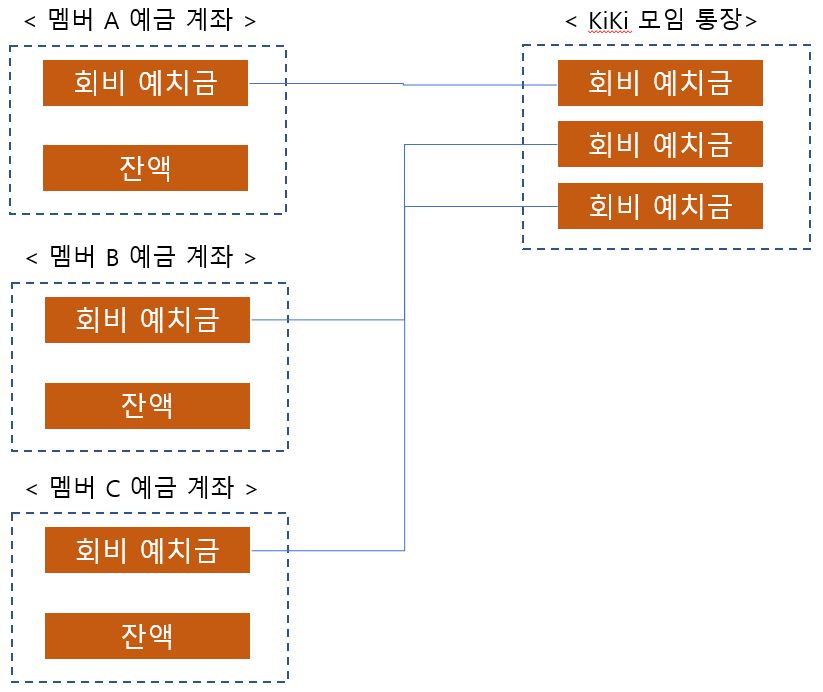 < 멤버 A 예금 계좌 >
회비 예치금
잔액
< 멤버 B 예금 계좌 >
회비 예치금
잔액
< 멤버 C 예금 계좌 >
회비 예치금
잔액
< KiKi 모임 통장>
회비 예치금
회비 예치금
회비 예치금